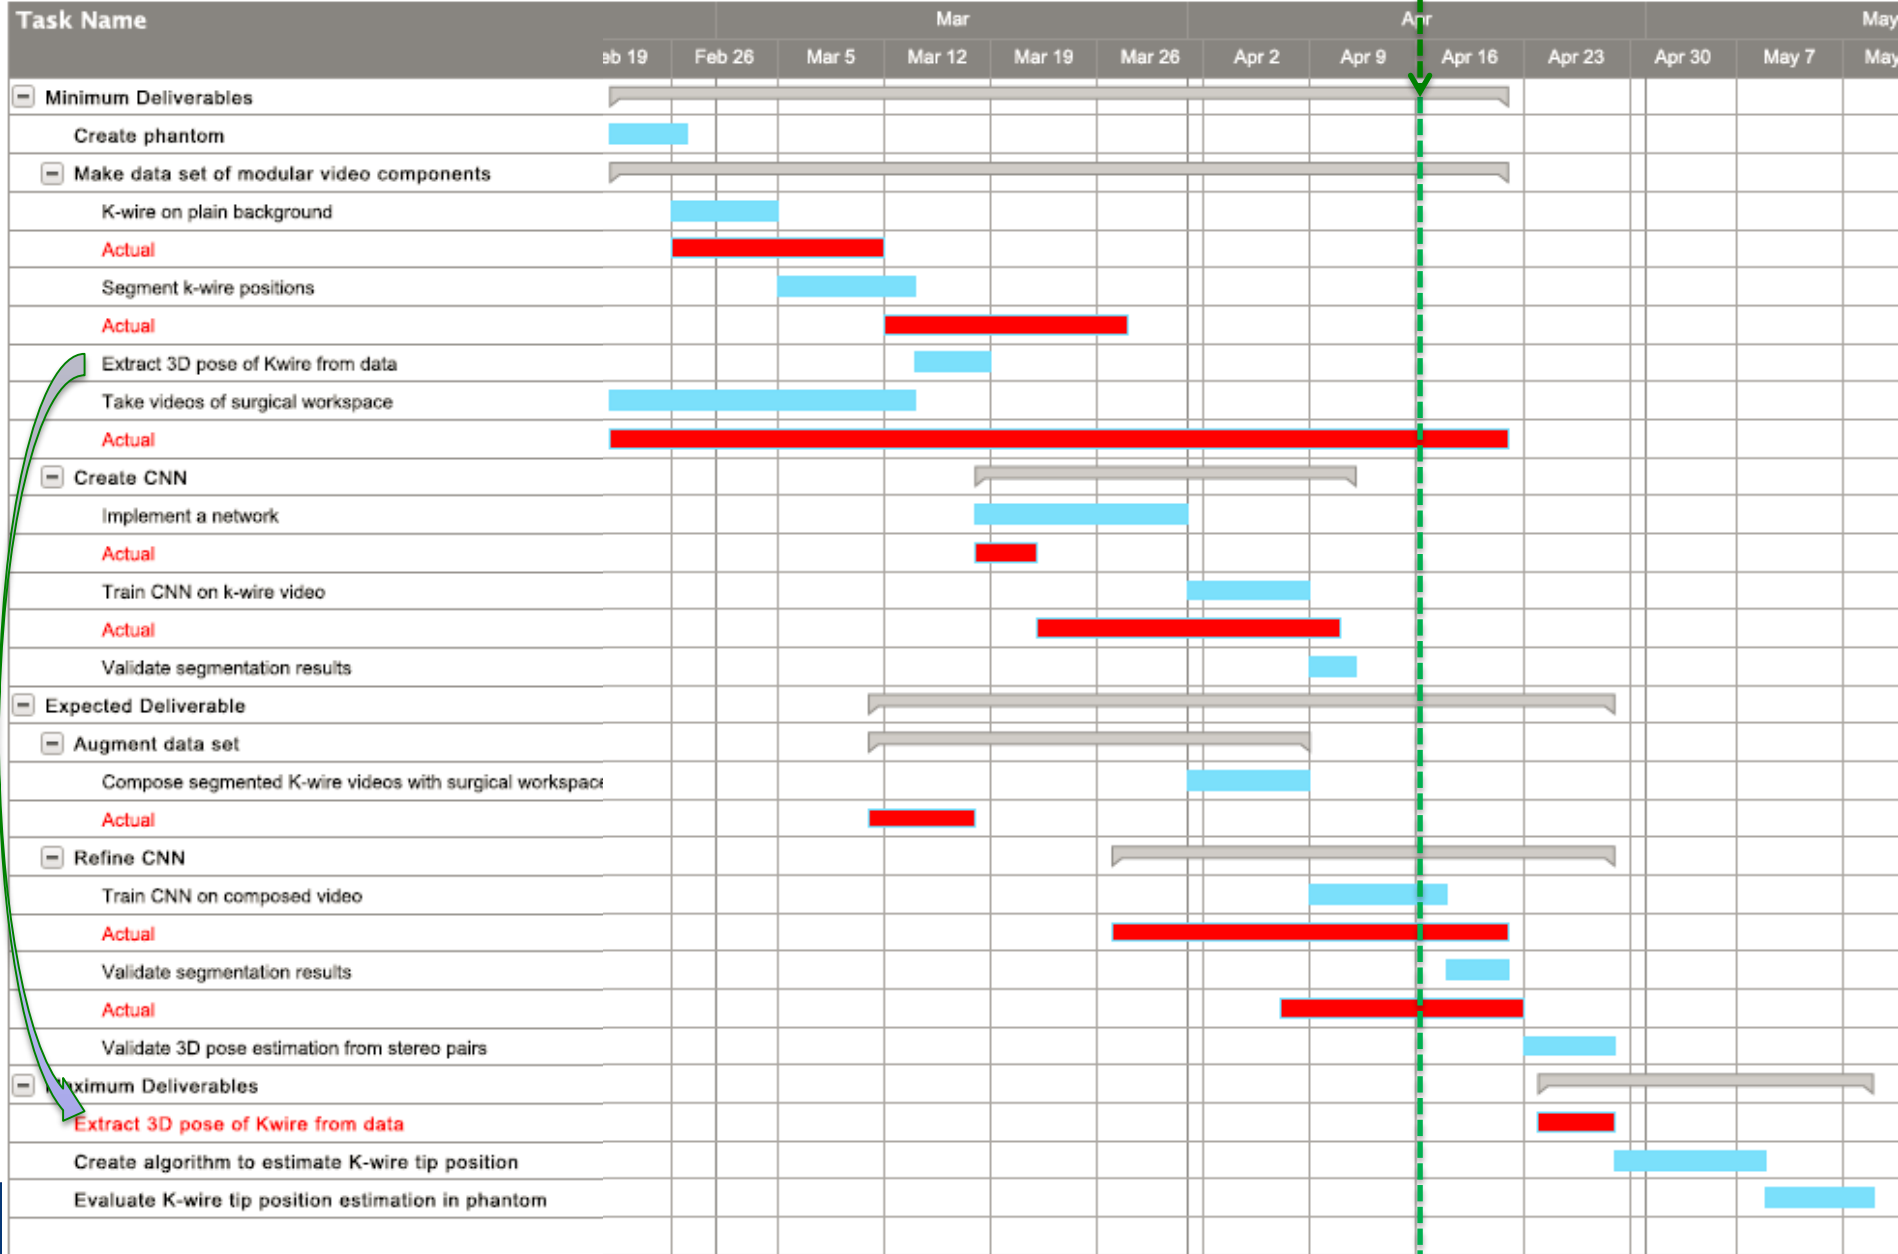 Task Name
Mar
Apr
May
eb 19
Feb 26
Mar 5
Mar 12
Mar 19
Mar 26
Apr 2
Apr 9
Apr 16
Apr 23
Apr 30
May 7
May
Minimum Deliverables
Create phantom
Make data set of modular video components
K-wire on plain background
Actual
Segment k-wire positions
Actual
Extract 3D pose of Kwire from data
Take videos of surgical workspace
Actual
Create CNN
Implement a network
Actual
Train CNN on k-wire video
Actual
Validate segmentation results
Expected Deliverable
Augment data set
Compose segmented K-wire videos with surgical workspace
Actual
Refine CNN
Train CNN on composed video
Actual
Validate segmentation results
Actual
Validate 3D pose estimation from stereo pairs
aximum Deliverables
Extract 3D pose of Kwire from data
Create algorithm to estimate K-wire tip position
Evaluate K-wire tip position estimation in phantom